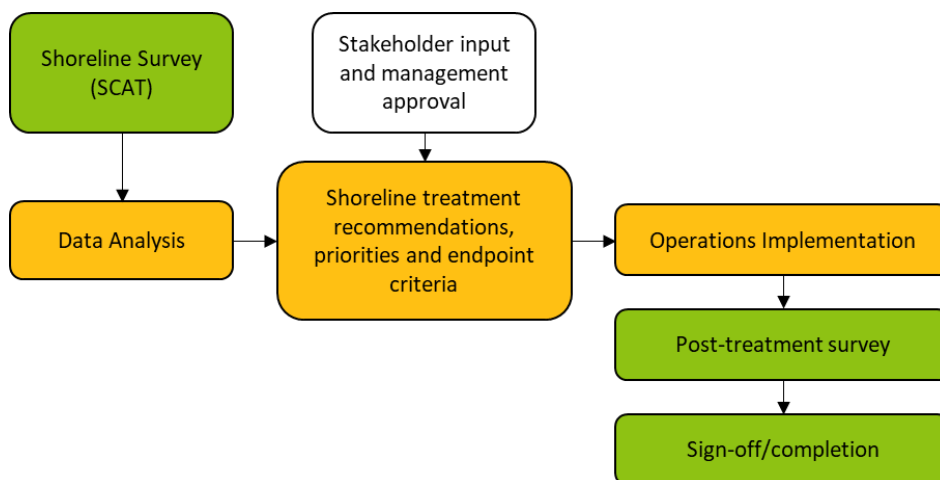 Shoreline Survey
(SCAT)
Stakeholder input
and management
approval
Data Analysis
Shoreline treatment
recommendations,
priorities and endpoint
criteria
Operations Implementation
Post-treatment survey
Sign-off/completion